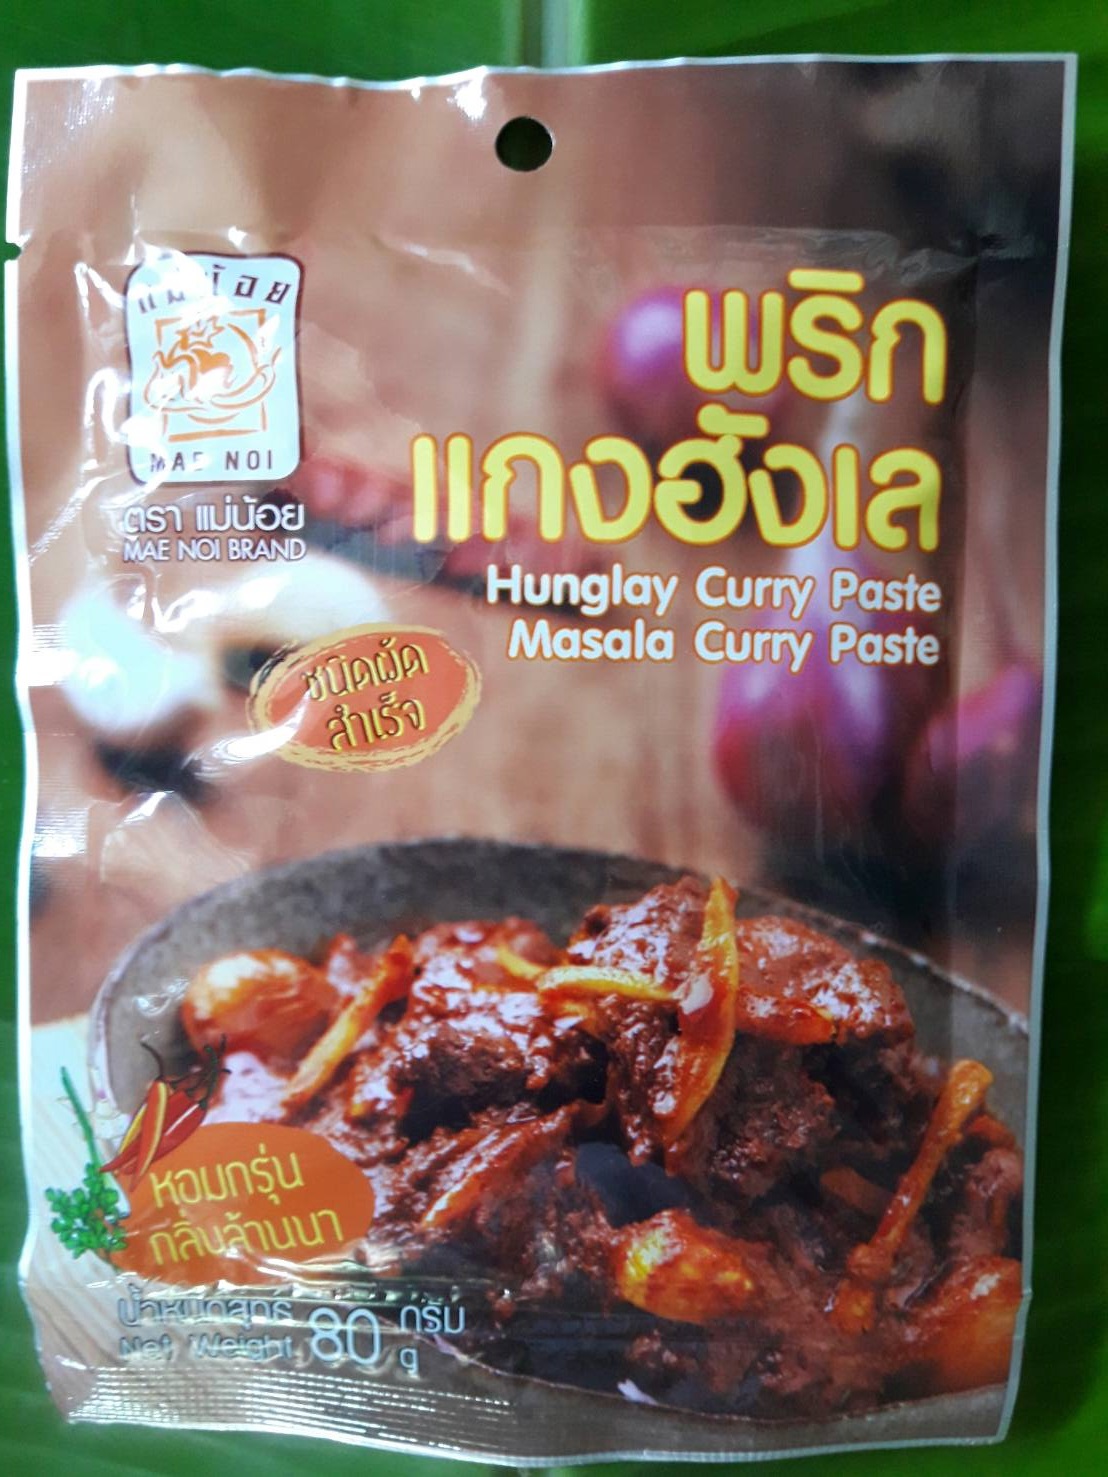 แม่น้อย
MAE NOI
ตรา แม่น้อย
MAE NOI BRAND
พริก
แกงฮังเล
Hunglay Curry Paste
Masala Curry Paste
ชนิดผัด
สำเร็จ
หอมกรุ่น
กลิ่นล้านนา
น้ำหนักสุทธิ 80 กรัม
Net Weight g